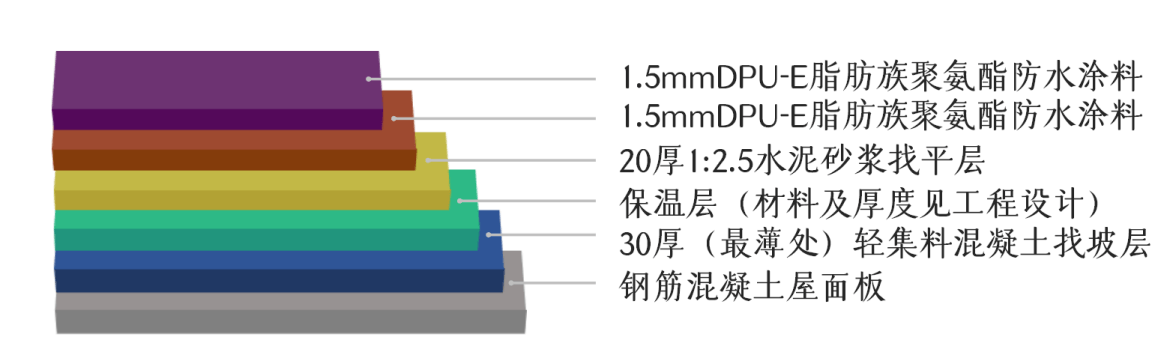 1.5mmDPU-E脂肪族聚氨酯防水涂料
1.5mmDPU-E脂肪族聚氨酯防水涂料
20厚1:2.5水泥砂浆找平层
保温层（材料及厚度见工程设计）
30厚（最薄处）轻集料混凝土找坡层
钢筋混凝土屋面板